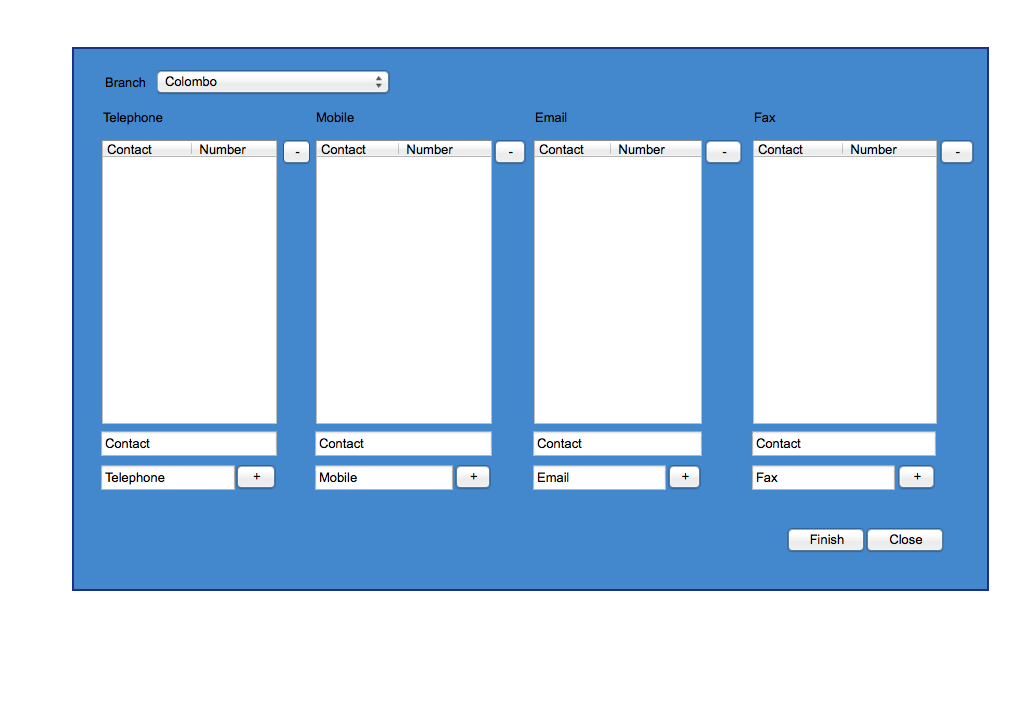 Branch Colombo
Telephone Mobile Email Fax
Contact Number - Contact Number - Contact Number - Contact Number -
Contact Contact Contact Contact
Telephone + Mobile + Email + Fax +
Finish Close